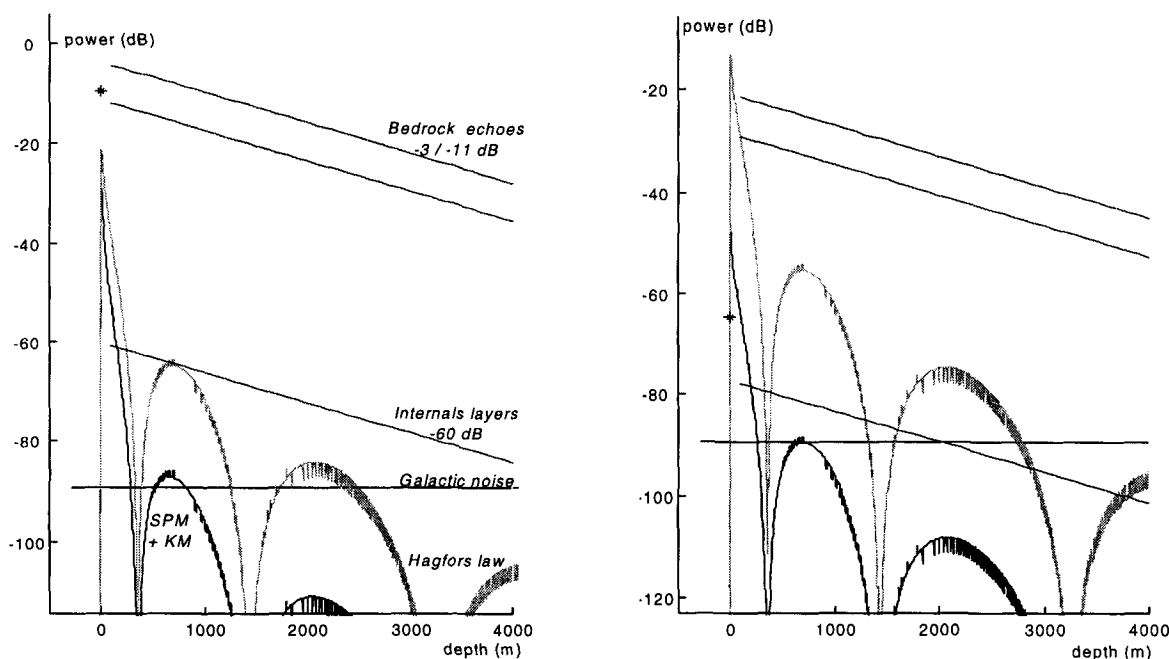 power (dB)
0
-20
-40
-60
-80
-100
Bedrock echoes
-3 / -11 dB
Internals layers
-60 dB
Galactic noise
SPM
+ KM
Hagfors law
0
1000
2000
3000
4000
depth (m)
power (dB)
-20
-40
-60
-80
-100
-120
0
1000
2000
3000
4000
depth (m)